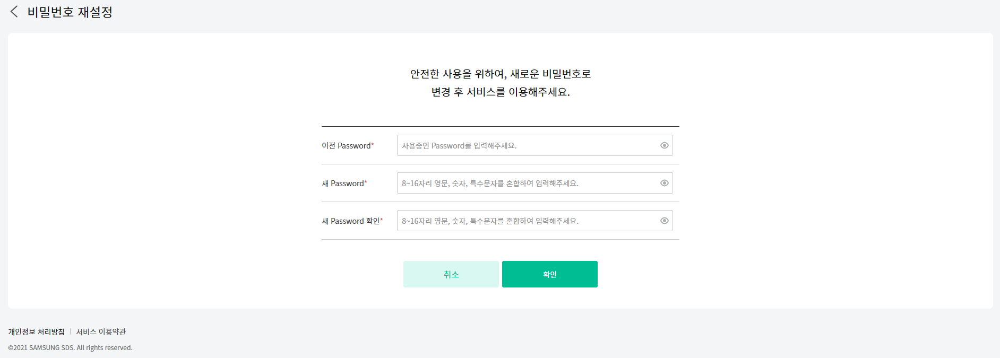 비밀번호 재설정
안전한 사용을 위하여, 새로운 비밀번호로
변경 후 서비스를 이용해주세요.
이전 Password*
사용중인 Password를 입력해주세요.
새 Password*
8~16자리 영문, 숫자, 특수문자를 혼합하여 입력해주세요.
새 Password 확인*
8~16자리 영문, 숫자, 특수문자를 혼합하여 입력해주세요.
취소
확인
개인정보 처리방침 | 서비스 이용약관
©2021 SAMSUNG SDS. All rights reserved.